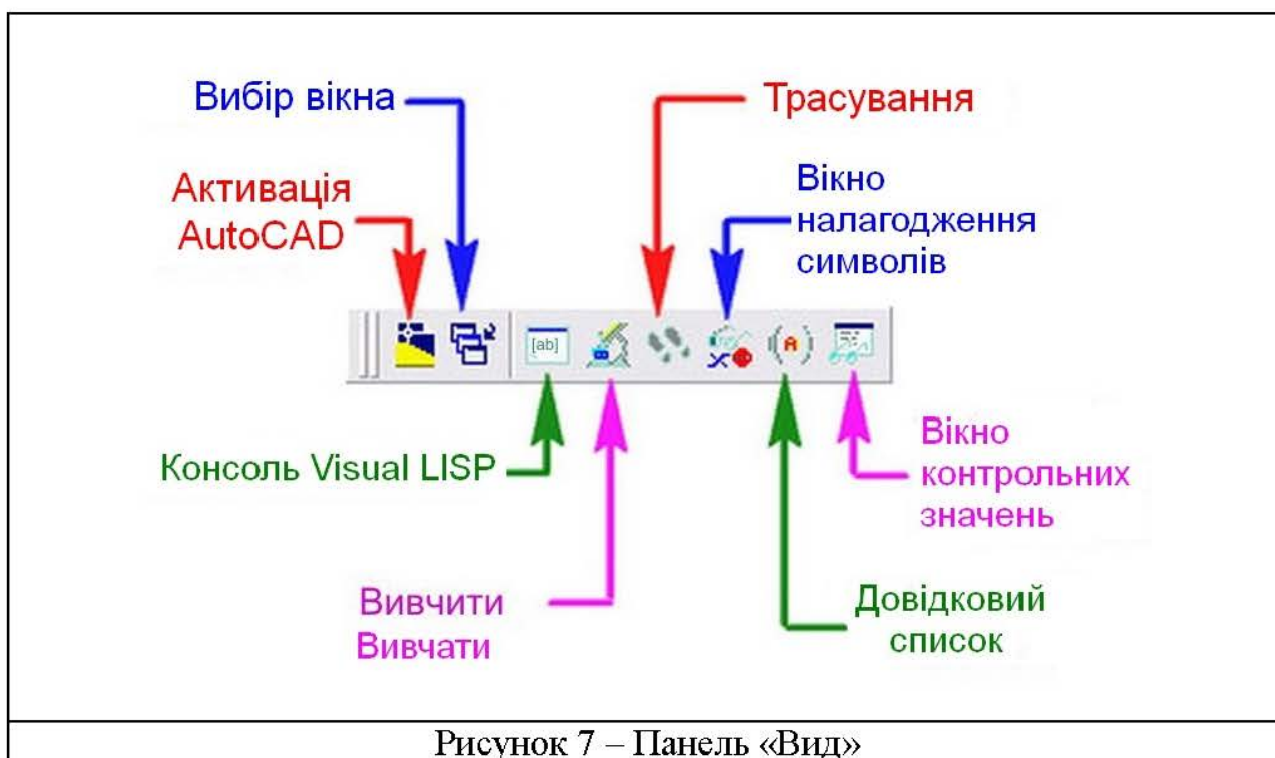 Вибір вікна
Трасування
Активація
AutoCAD
Вікно
налагодження
символів
[ab]
(A)
Консоль Visual LISP
Вікно
контрольних
значень
Вивчити
Вивчати
Довідковий
список
Рисунок 7 – Панель «Вид»